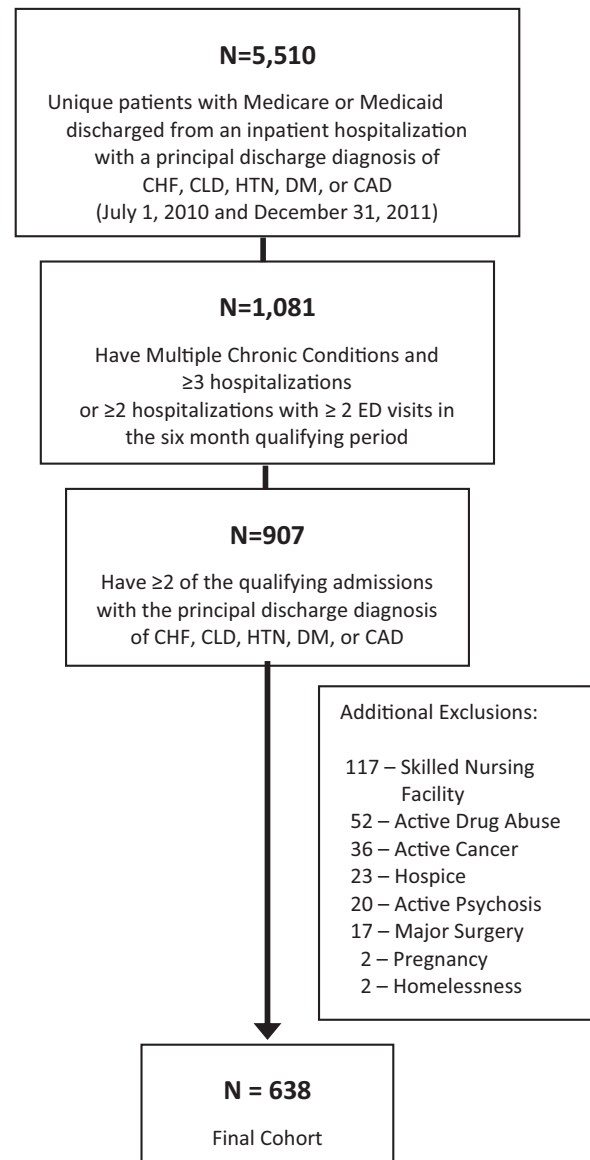 N=5,510
Unique patients with Medicare or Medicaid
discharged from an inpatient hospitalization
with a principal discharge diagnosis of
CHF, CLD, HTN, DM, or CAD
(July 1, 2010 and December 31, 2011)
N=1,081
Have Multiple Chronic Conditions and
≥3 hospitalizations
or ≥2 hospitalizations with ≥ 2 ED visits in
the six month qualifying period
N=907
Have ≥2 of the qualifying admissions
with the principal discharge diagnosis
of CHF, CLD, HTN, DM, or CAD
Additional Exclusions:
117 – Skilled Nursing
Facility
52 – Active Drug Abuse
36 – Active Cancer
23 – Hospice
20 – Active Psychosis
17 – Major Surgery
2 – Pregnancy
2 – Homelessness
N = 638
Final Cohort